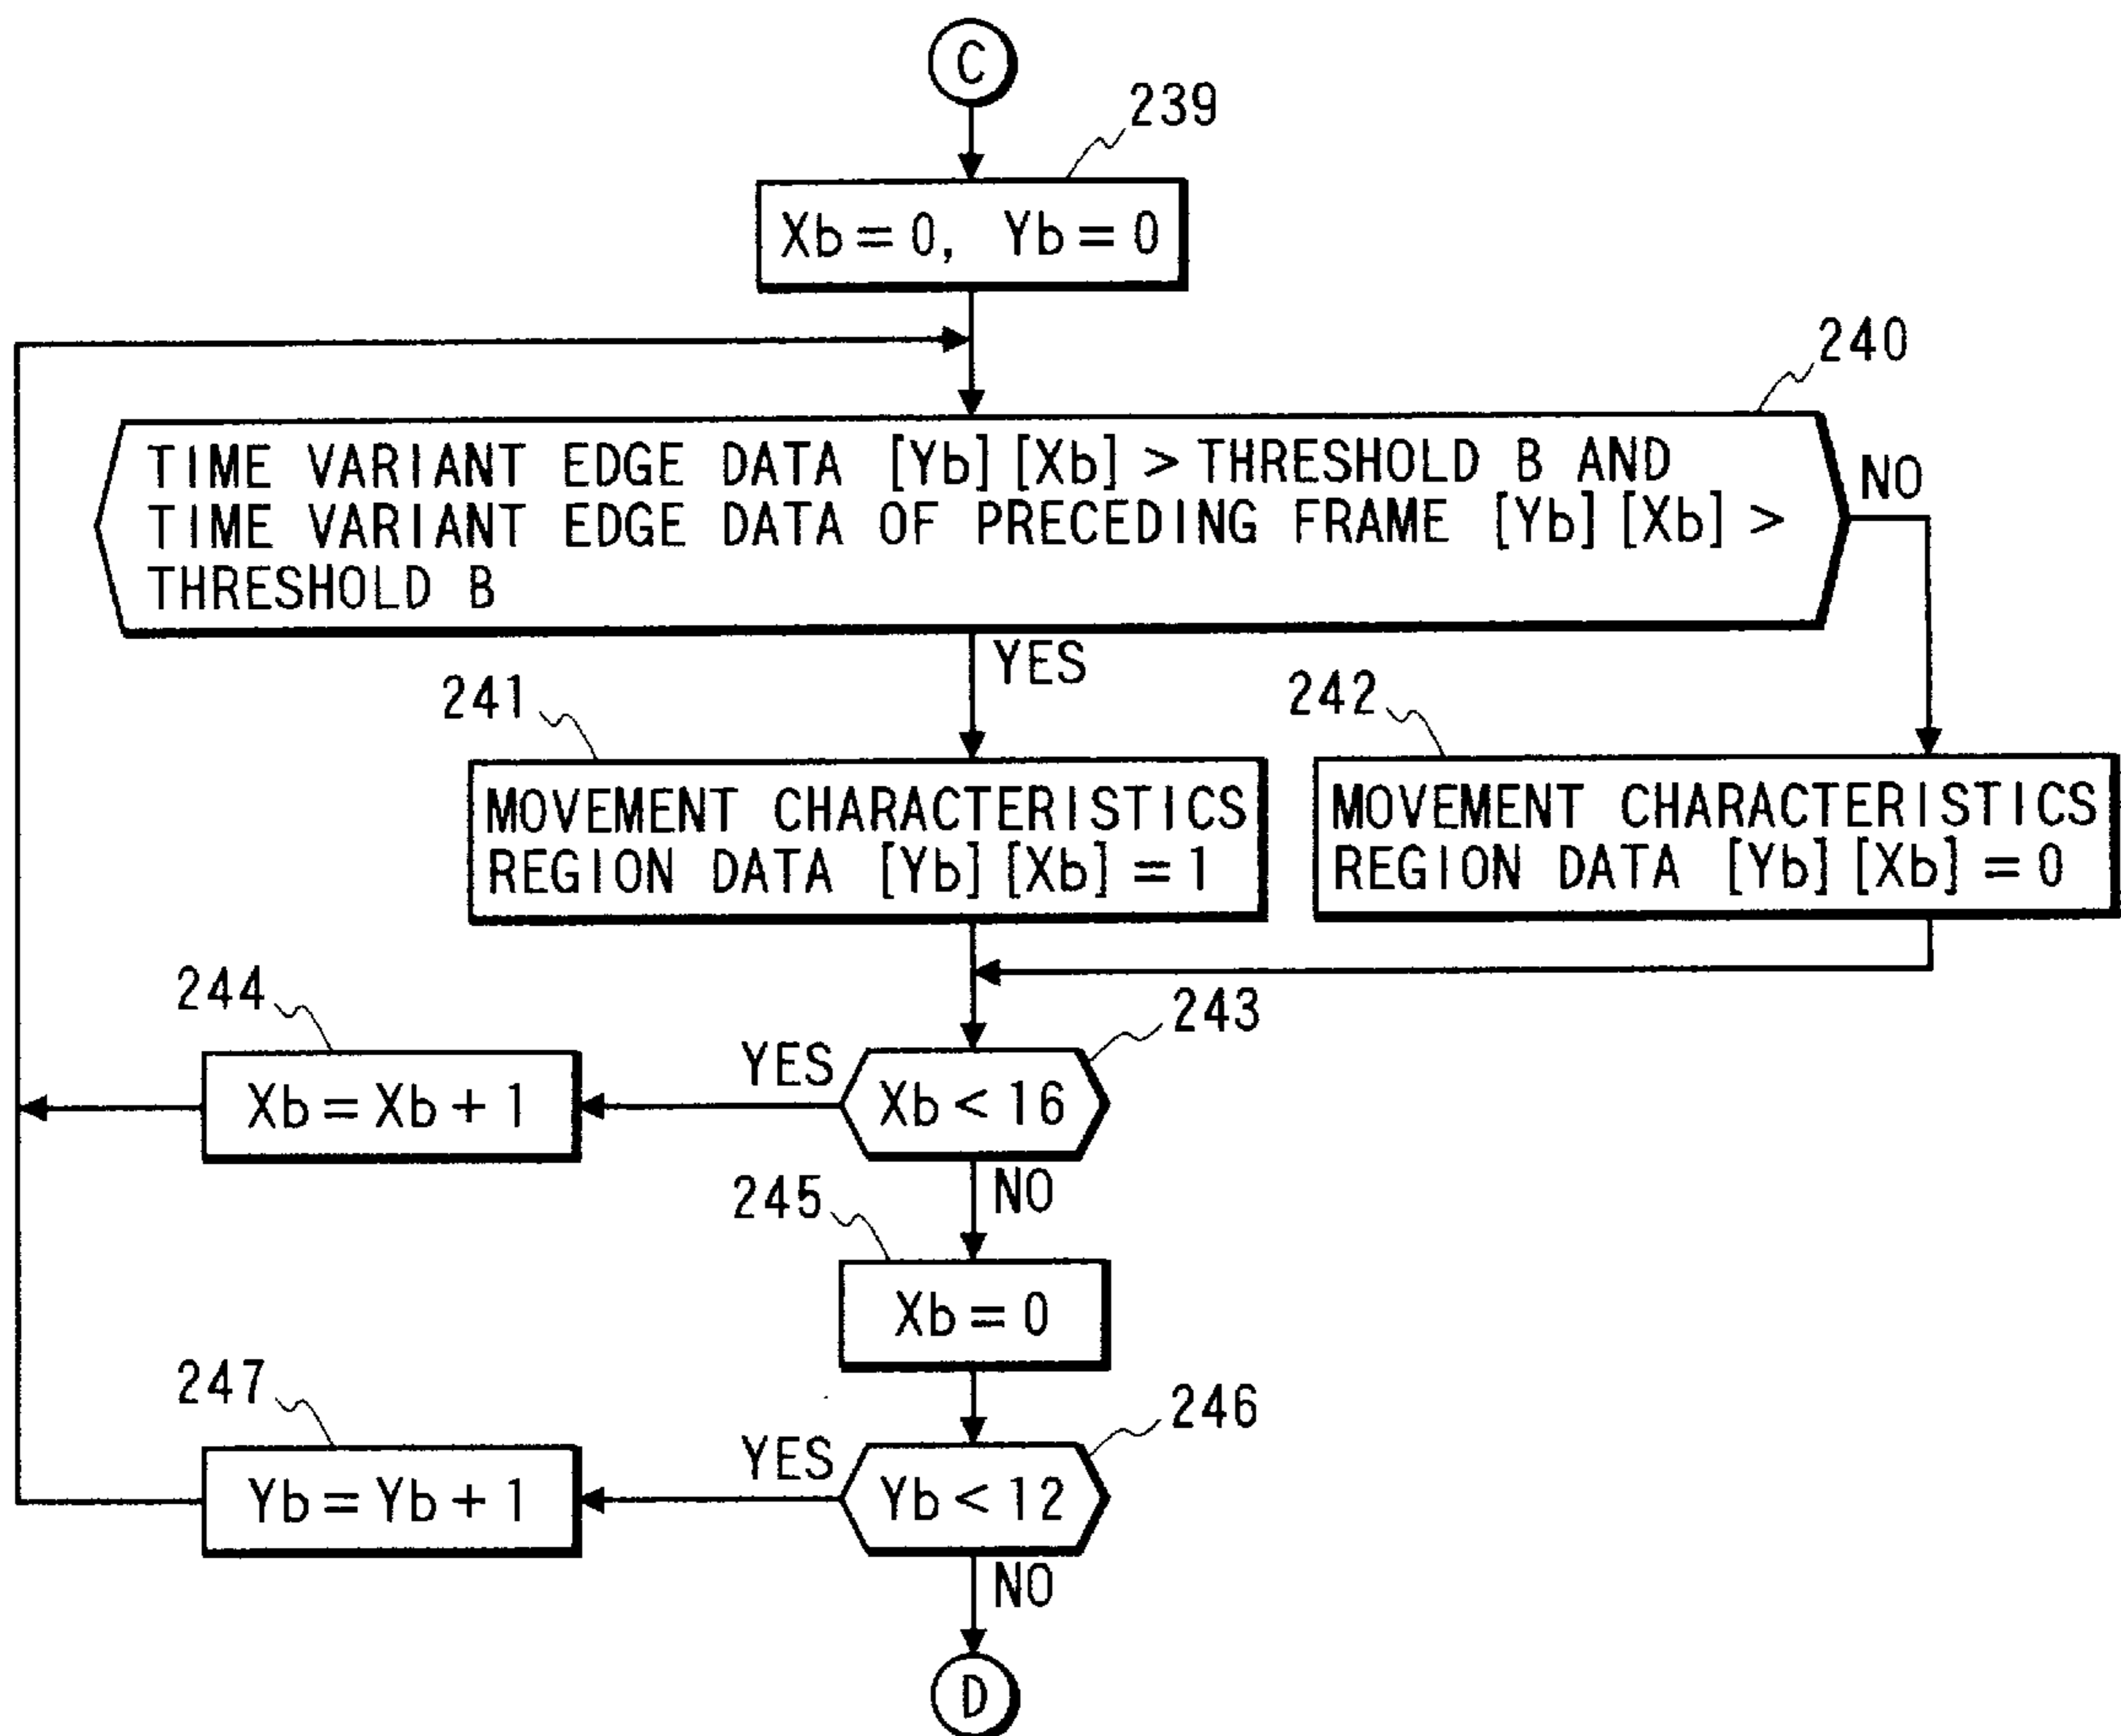 C
239
Xb=0, Yb=0
240
TIME VARIANT EDGE DATA [Yb][Xb] > THRESHOLD B AND
TIME VARIANT EDGE DATA OF PRECEDING FRAME [Yb][Xb] >
THRESHOLD B
NO
YES
241
MOVEMENT CHARACTERISTICS
REGION DATA [Yb][Xb]=1
242
MOVEMENT CHARACTERISTICS
REGION DATA [Yb][Xb]=0
243
Xb<16
YES
244
Xb=Xb+1
NO
245
Xb=0
246
Yb<12
YES
247
Yb=Yb+1
NO
D